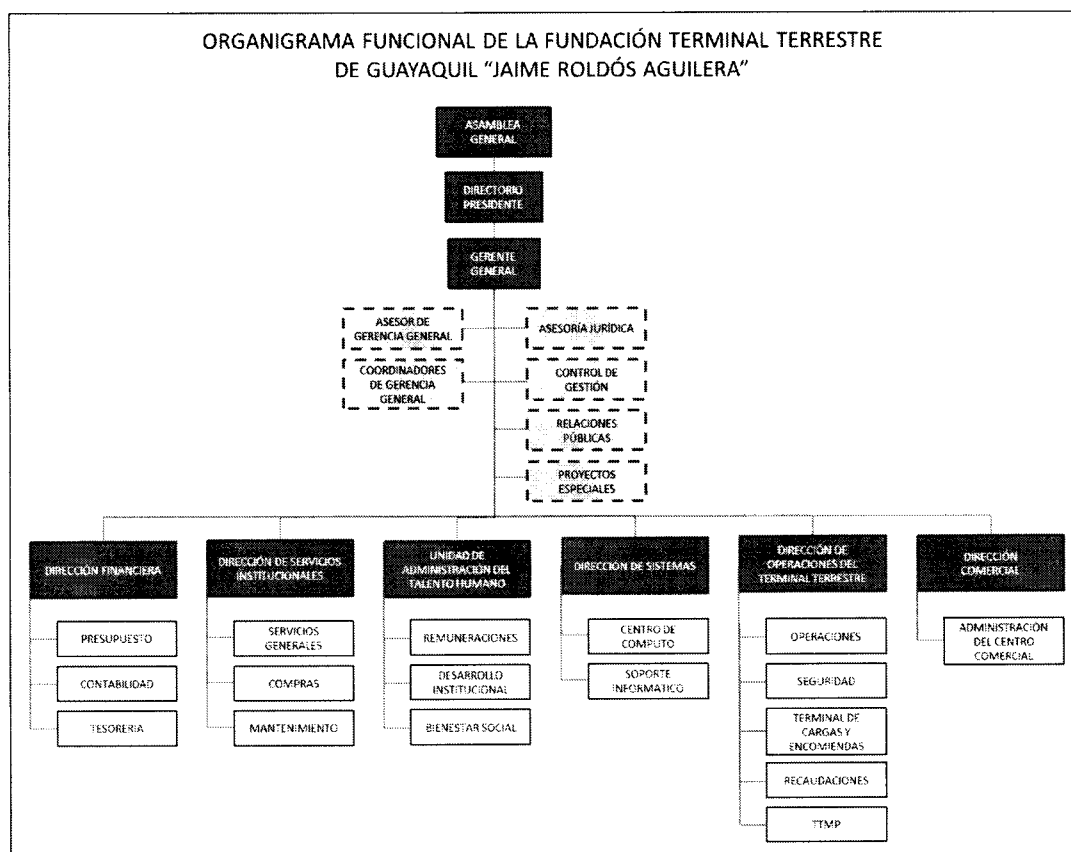 ORGANIGRAMA FUNCIONAL DE LA FUNDACIÓN TERMINAL TERRESTRE
DE GUAYAQUIL "JAIME ROLDÓS AGUILERA"
ASAMBLEA
GENERAL
DIRECTORIO
PRESIDENTE
GERENTE
GENERAL
ASESOR DE
GERENCIA GENERAL
ASESORÍA JURÍDICA
COORDINADORES
DE GERENCIA
GENERAL
CONTROL DE
GESTIÓN
RELACIONES
PÚBLICAS
PROYECTOS
ESPECIALES
DIRECCIÓN FINANCIERA
PRESUPUESTO
CONTABILIDAD
TESORERIA
DIRECCIÓN DE SERVICIOS
INSTITUCIONALES
SERVICIOS
GENERALES
COMPRAS
MANTENIMIENTO
UNIDAD DE
ADMINISTRACIÓN DEL
TALENTO HUMANO
REMUNERACIONES
DESARROLLO
INSTITUCIONAL
BIENESTAR SOCIAL
DIRECCIÓN DE SISTEMAS
CENTRO DE
COMPUTO
SOPORTE
INFORMATICO
DIRECCIÓN DE
OPERACIONES DEL
TERMINAL TERRESTRE
OPERACIONES
SEGURIDAD
TERMINAL DE
CARGAS Y
ENCOMIENDAS
RECAUDACIONES
TTMP
DIRECCIÓN
COMERCIAL
ADMINISTRACIÓN
DEL CENTRO
COMERCIAL